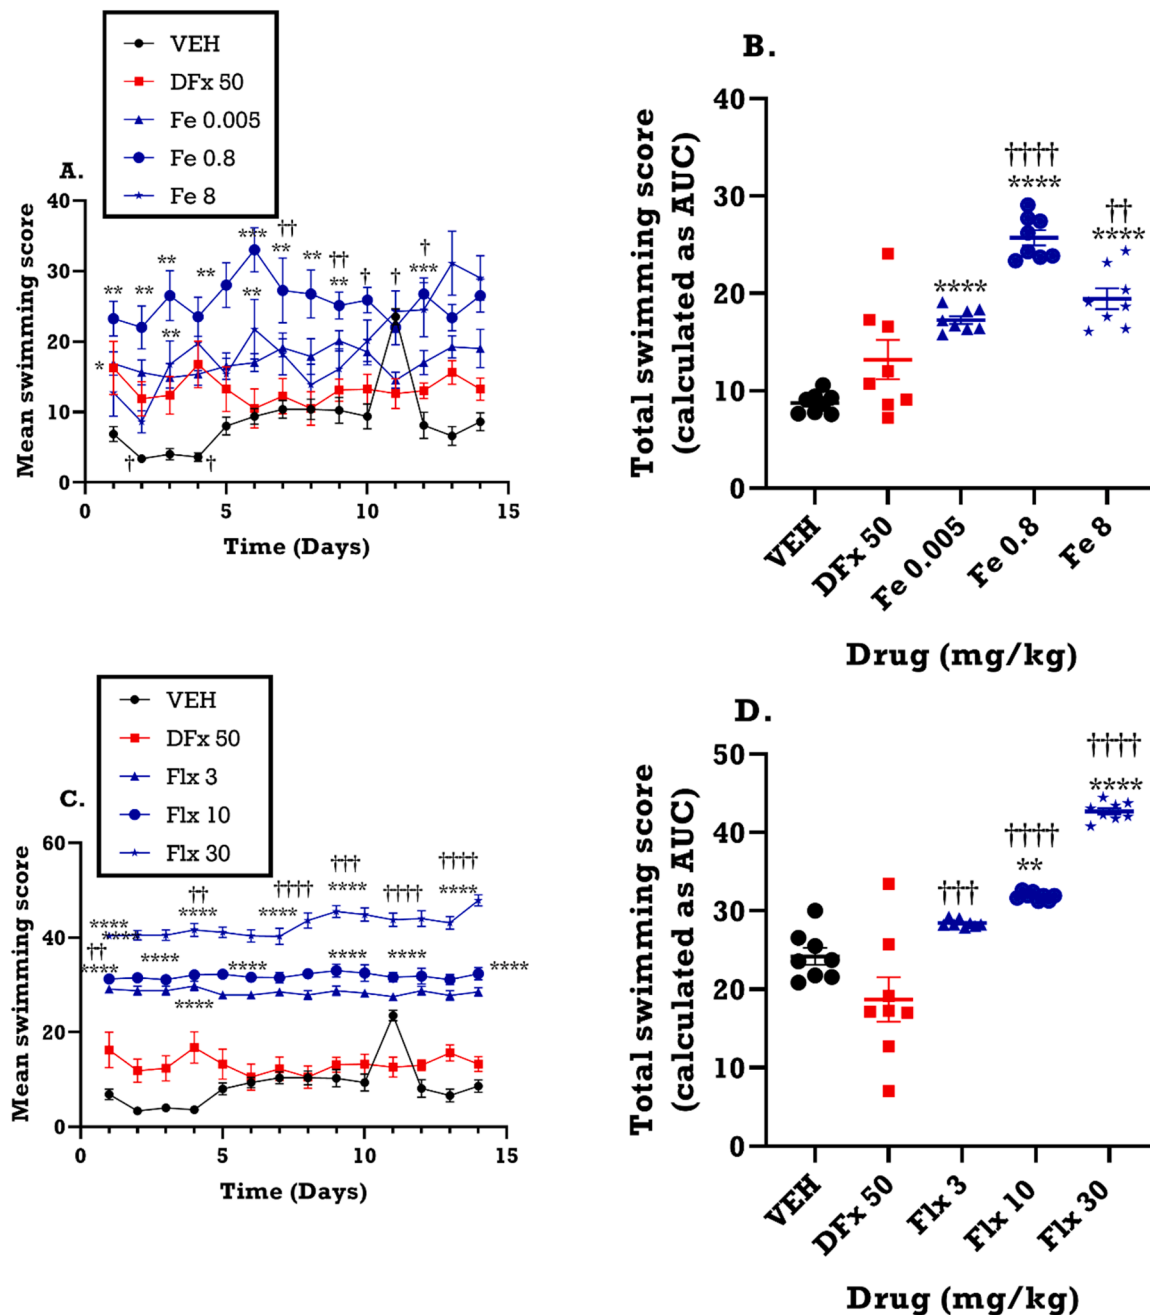 VEH
DFx 50
Fe 0.005
Fe 0.8
Fe 8
A.
Mean swimming score
40
30
20
10
0
** ** ** ** *** †† ** ** †† ** † † † ***
** **
*
† †
0 5 10 15
Time (Days)
B.
Total swimming score
(calculated as AUC)
40
30
20
10
0
****
††††
****
††
****
VEH
DFx 50
Fe 0.005
Fe 0.8
Fe 8
Drug (mg/kg)
VEH
DFx 50
Flx 3
Flx 10
Flx 30
C.
Mean swimming score
60
40
20
0
†† **** †††† **** ††† **** †††† †††† ****
****
****
††
****
**** **** **** **** ****
****
0 5 10 15
Time (Days)
D.
Total swimming score
(calculated as AUC)
50
40
30
20
10
0
†††
††††
**
††††
****
VEH
DFx 50
Flx 3
Flx 10
Flx 30
Drug (mg/kg)